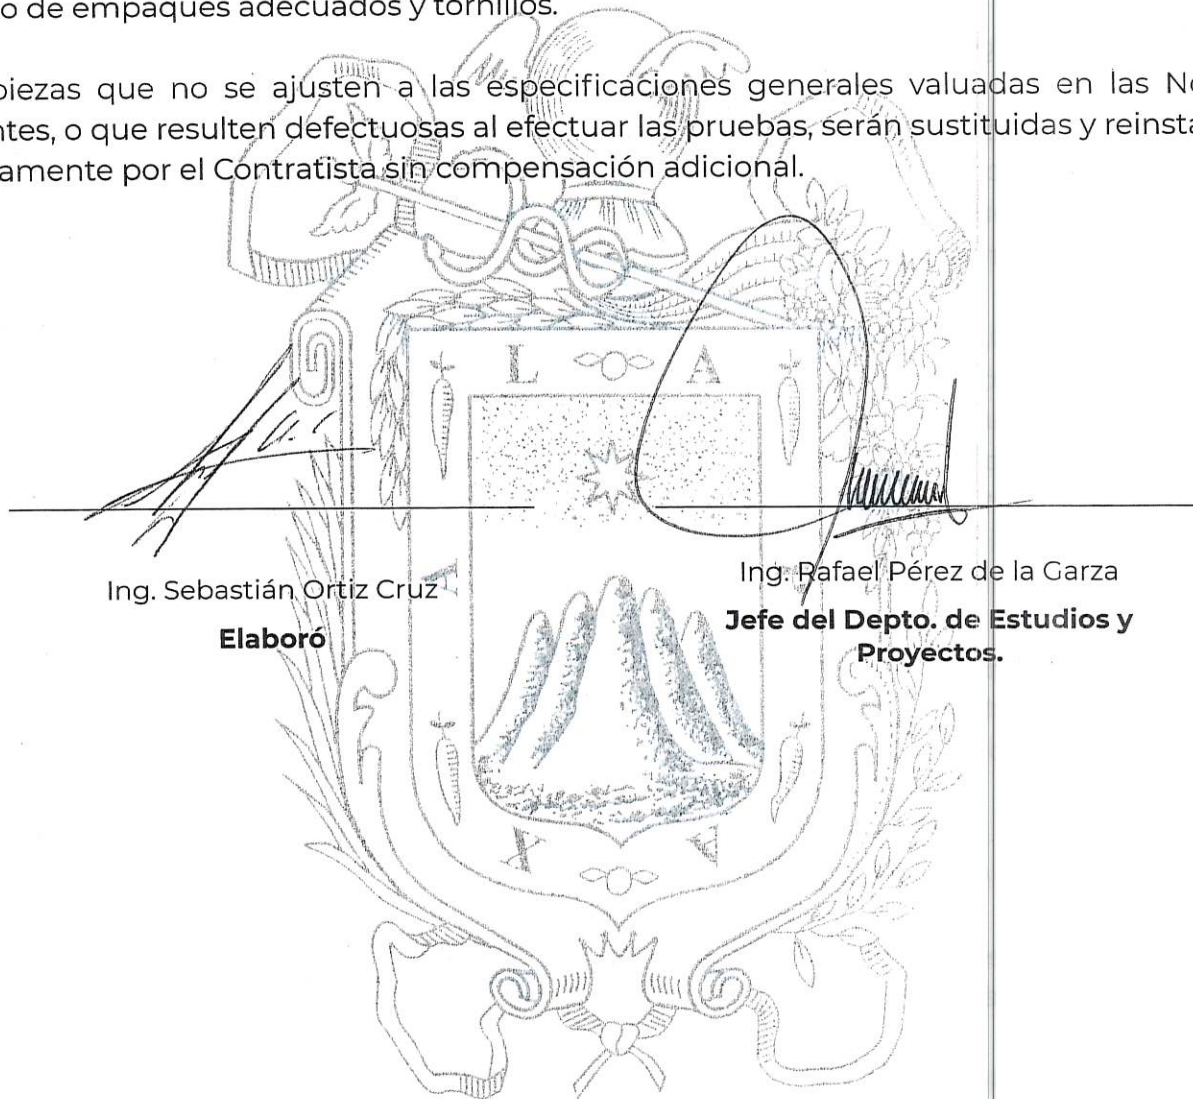 o de empaques adecuados y tornillos.
piezas que no se ajusten a las especificaciones generales valuadas en las No
ntes, o que resulten defectuosas al efectuar las pruebas, serán sustituidas y reinsta
amente por el Contratista sin compensación adicional.
L A
Ing. Sebastián Ortiz Cruz
Elaboró
Ing. Rafael Pérez de la Garza
Jefe del Depto. de Estudios y
Proyectos.
X A